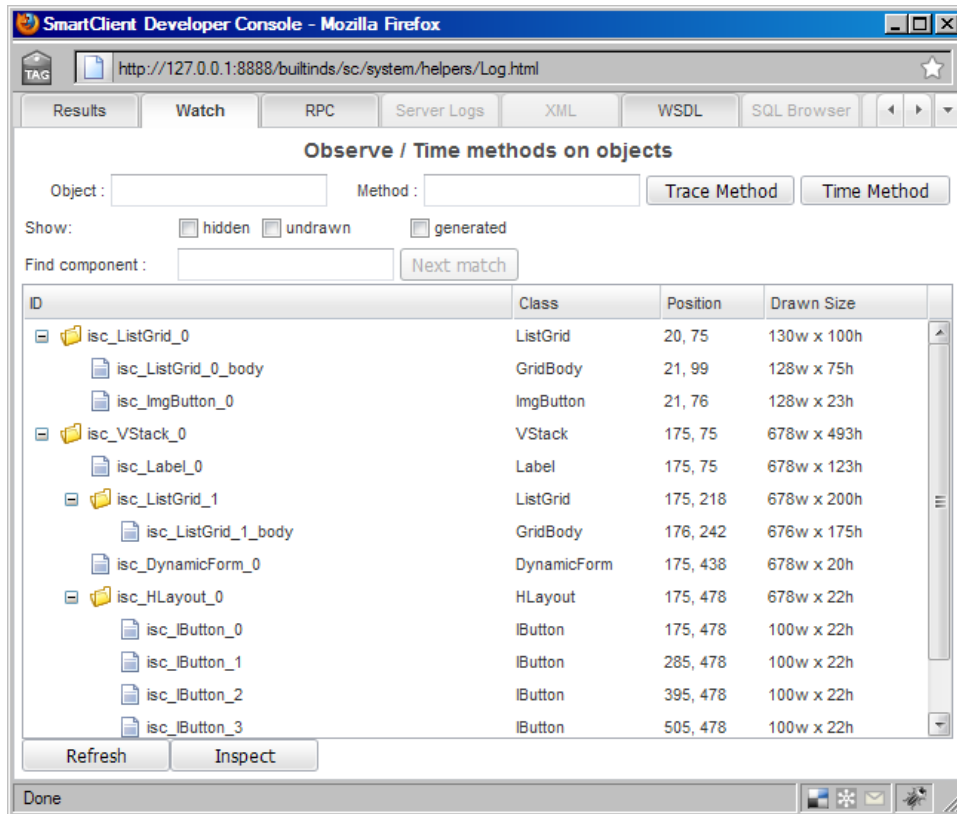 SmartClient Developer Console - Mozilla Firefox
TAG http://127.0.0.1:8888/builtinds/sc/system/helpers/Log.html
Results Watch RPC Server Logs XML WSDL SQL Browser
Observe / Time methods on objects
Object : Method : Trace Method Time Method
Show: hidden undrawn generated
Find component : Next match
ID Class Position Drawn Size
isc_ListGrid_0 ListGrid 20, 75 130w x 100h
isc_ListGrid_0_body GridBody 21, 99 128w x 75h
isc_ImgButton_0 ImgButton 21, 76 128w x 23h
isc_VStack_0 VStack 175, 75 678w x 493h
isc_Label_0 Label 175, 75 678w x 123h
isc_ListGrid_1 ListGrid 175, 218 678w x 200h
isc_ListGrid_1_body GridBody 176, 242 676w x 175h
isc_DynamicForm_0 DynamicForm 175, 438 678w x 20h
isc_HLayout_0 HLayout 175, 478 678w x 22h
isc_IButton_0 IButton 175, 478 100w x 22h
isc_IButton_1 IButton 285, 478 100w x 22h
isc_IButton_2 IButton 395, 478 100w x 22h
isc_IButton_3 IButton 505, 478 100w x 22h
Refresh Inspect
Done